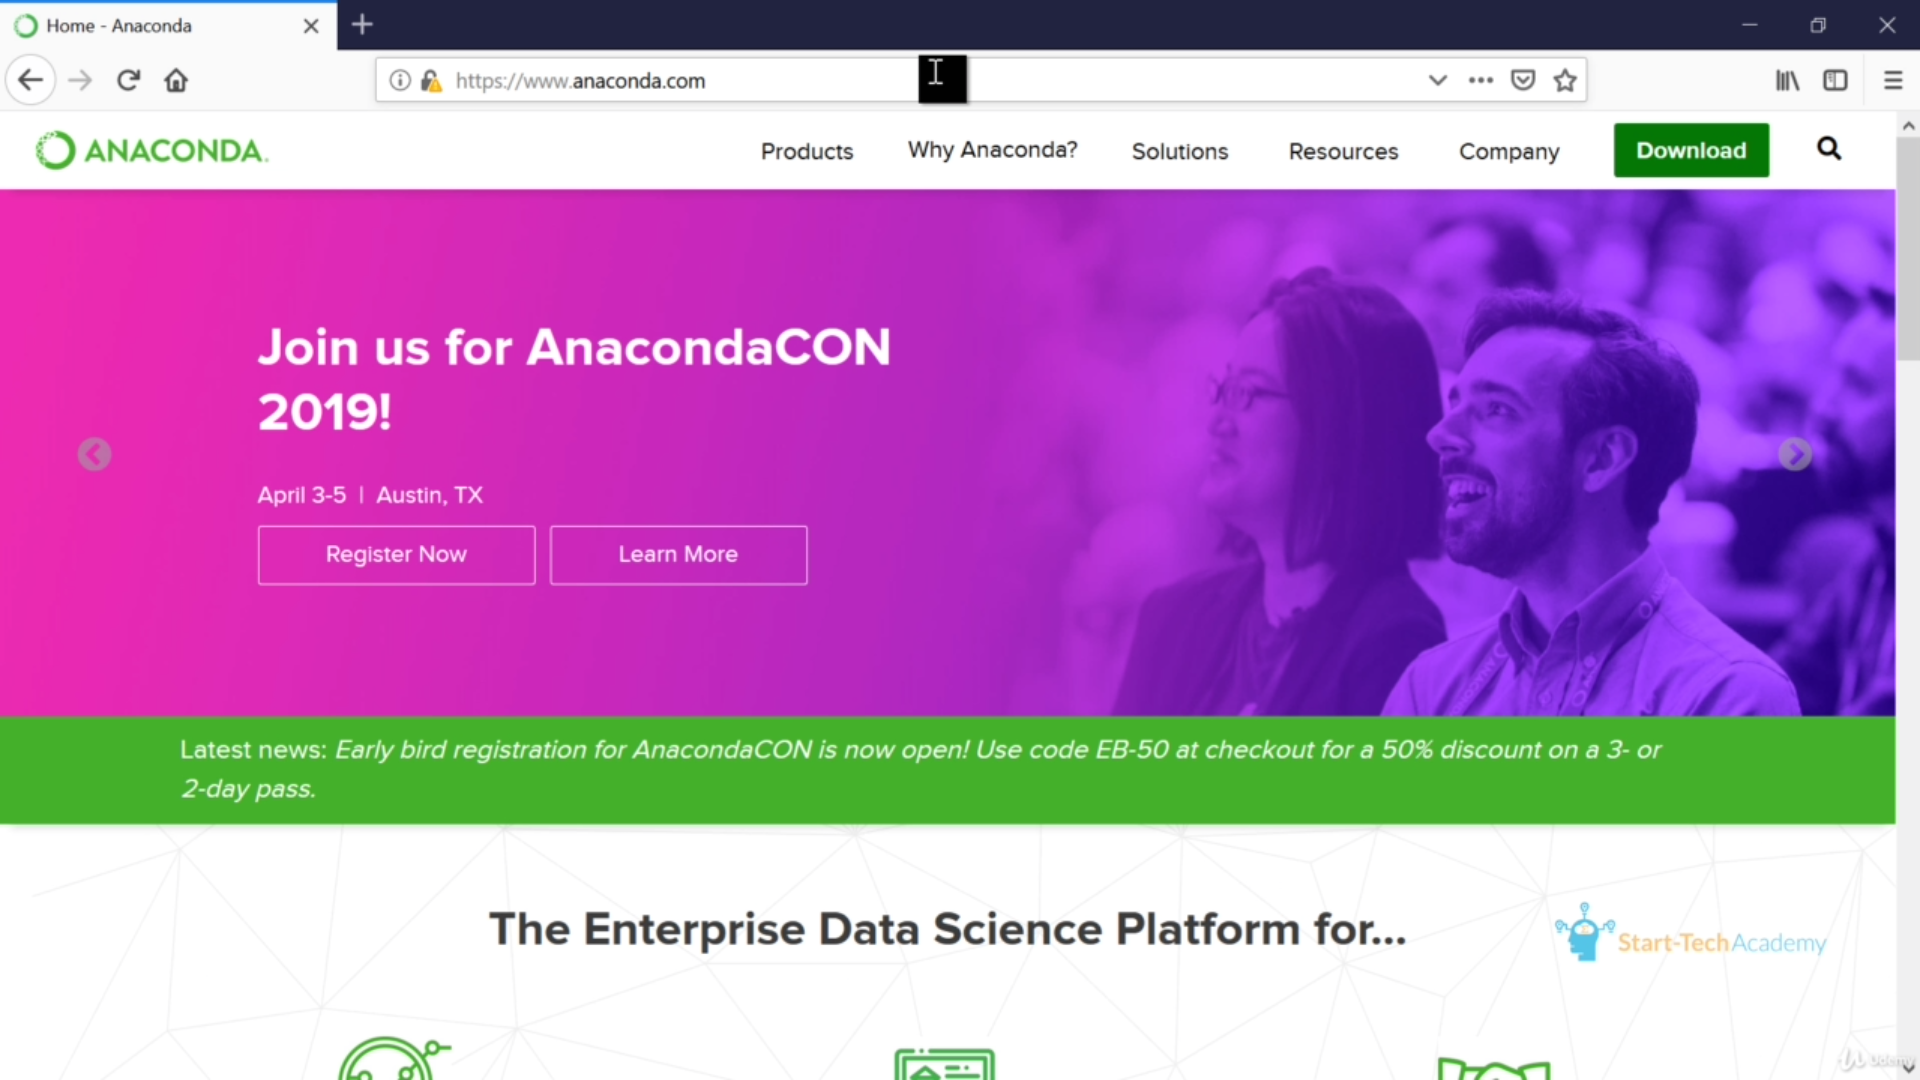 Home - Anaconda
https://www.anaconda.com
ANACONDA.
Products
Why Anaconda?
Solutions
Resources
Company
Download
Join us for AnacondaCON
2019!
April 3-5 | Austin, TX
Register Now
Learn More
Latest news: Early bird registration for AnacondaCON is now open! Use code EB-50 at checkout for a 50% discount on a 3- or
2-day pass.
The Enterprise Data Science Platform for...
Start-TechAcademy
Udemy